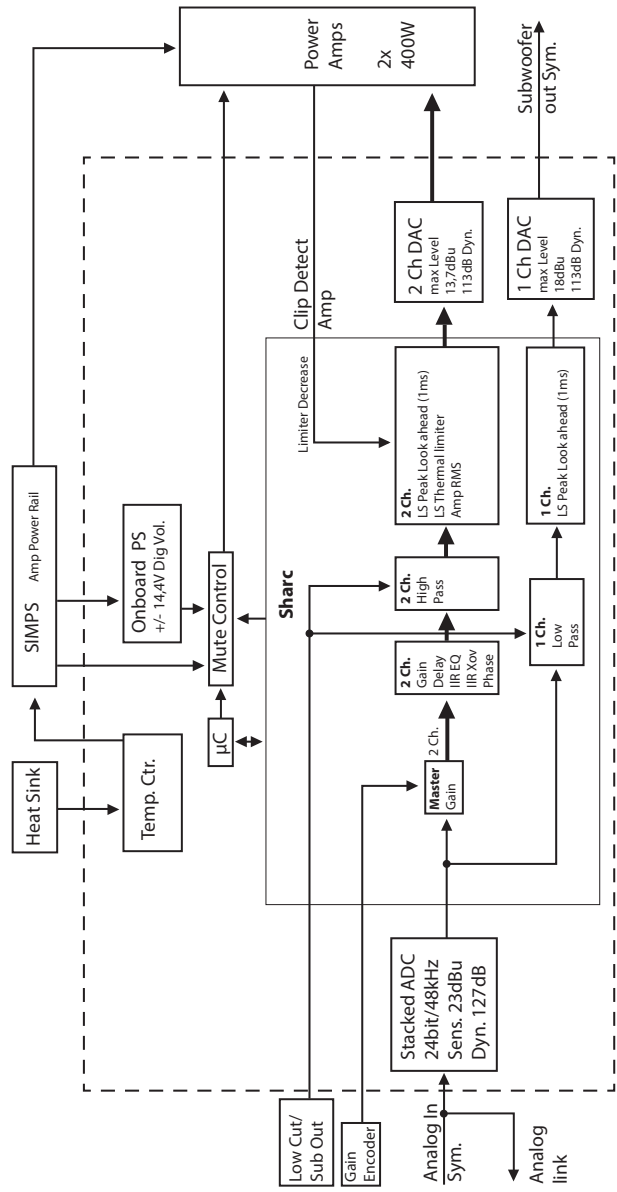 Heat Sink
SIMPS
Amp Power Rail
Temp. Ctr.
Onboard PS
+/- 14,4V Dig Vol.
Power
Amps
2x
400W
µC
Mute Control
Clip Detect
Amp
Sharc
Limiter Decrease
Low Cut/
Sub Out
Gain
Encoder
Analog In
Sym.
Analog
link
Stacked ADC
24bit/48kHz
Sens. 23dBu
Dyn. 127dB
Master
Gain
2 Ch.
2 Ch.
Gain
Delay
IIR EQ
IIR Xov
Phase
2 Ch.
High
Pass
2 Ch.
LS Peak Look ahead (1ms)
LS Thermal limiter
Amp RMS
2 Ch DAC
max Level
13,7dBu
113dB Dyn.
1 Ch.
Low
Pass
1 Ch.
LS Peak Look ahead (1ms)
1 Ch DAC
max Level
18dBu
113dB Dyn.
Subwoofer
out Sym.